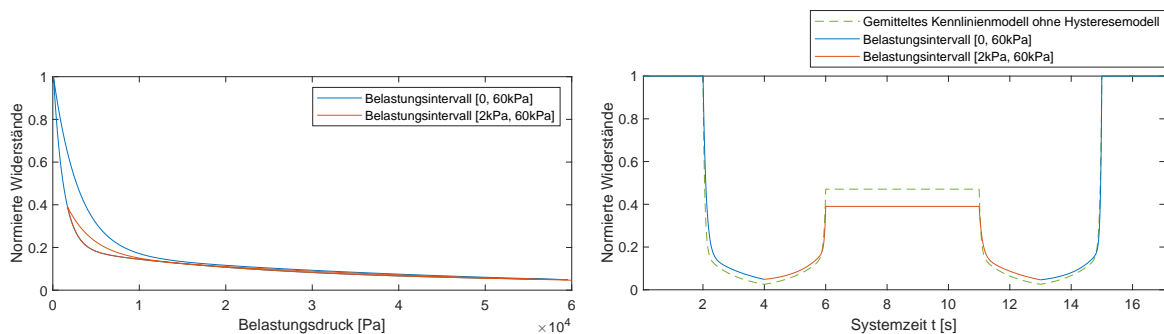 Normierte Widerstände
1
0.8
0.6
0.4
0.2
0
0 1 2 3 4 5 6
Belastungsdruck [Pa]
×10⁴
Belastungsintervall [0, 60kPa]
Belastungsintervall [2kPa, 60kPa]
Gemitteltes Kennlinienmodell ohne Hysteresemodell
Belastungsintervall [0, 60kPa]
Belastungsintervall [2kPa, 60kPa]
Normierte Widerstände
1
0.8
0.6
0.4
0.2
0
2 4 6 8 10 12 14 16
Systemzeit t [s]